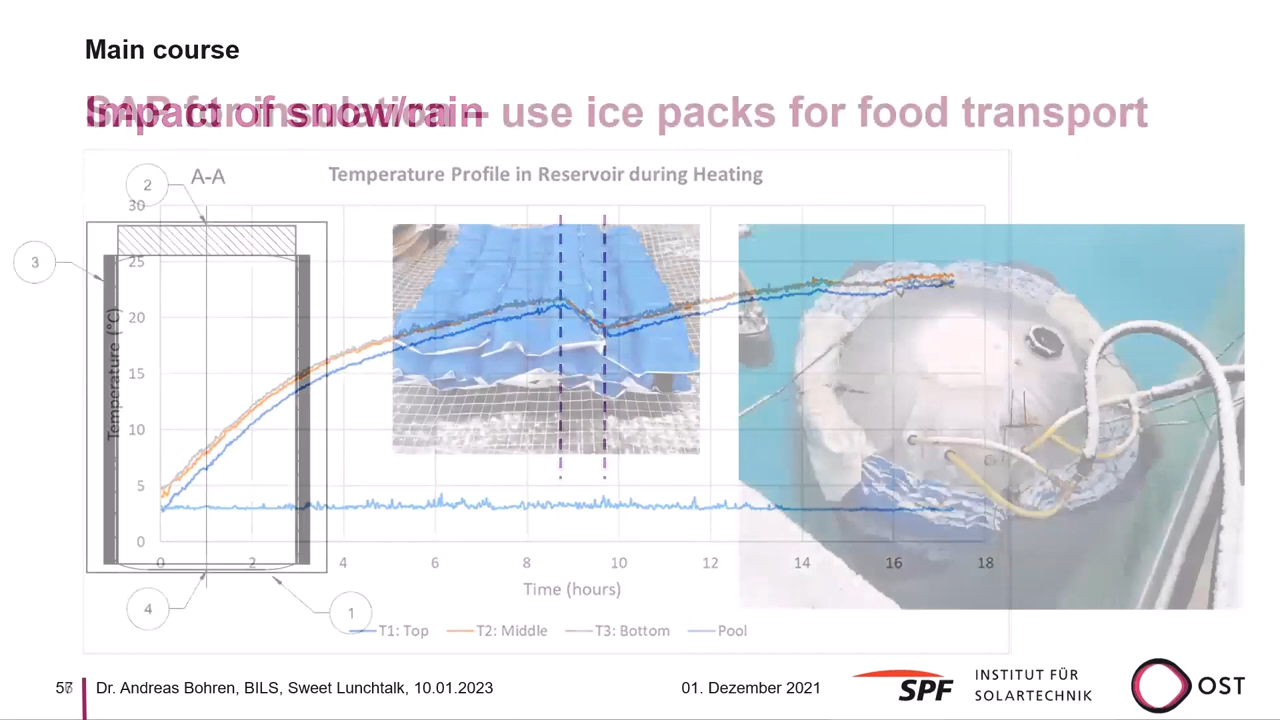 Main course
Impact of snow/rain
SAP for insulation – use ice packs for food transport
Temperature Profile in Reservoir during Heating
A-A
2
3
4
1
Temperature (°C)
30
25
20
15
10
5
0
0 2 4 6 8 10 12 14 16 18
Time (hours)
T1: Top T2: Middle T3: Bottom Pool
Dr. Andreas Bohren, BILS, Sweet Lunchtalk, 10.01.2023
01. Dezember 2021
SPF
INSTITUT FÜR
SOLARTECHNIK
OST